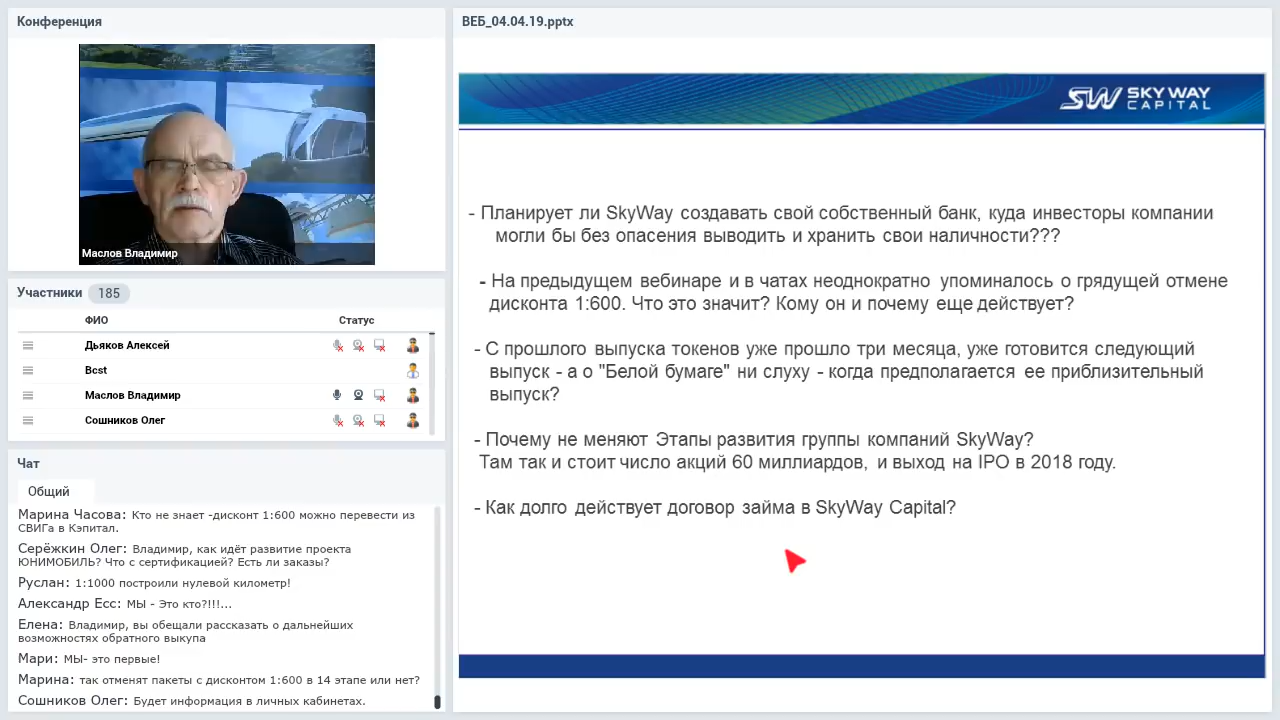 Конференция
Маслов Владимир
Участники 185
ФИО Статус
Дьяков Алексей
Bcst
Маслов Владимир
Сошников Олег
Чат
Общий
Марина Часова: Кто не знает -дисконт 1:600 можно перевести из
СВИГа в Кэпитал.
Серёжкин Олег: Владимир, как идёт развитие проекта
ЮНИМОБИЛЬ? Что с сертификацией? Есть ли заказы?
Руслан: 1:1000 построили нулевой километр!
Александр Есс: МЫ - Это кто?!!!...
Елена: Владимир, вы обещали рассказать о дальнейших
возможностях обратного выкупа
Мари: МЫ- это первые!
Марина: так отменят пакеты с дисконтом 1:600 в 14 этапе или нет?
Сошников Олег: Будет информация в личных кабинетах.
ВЕБ_04.04.19.pptx
SW SKY WAY
CAPITAL
- Планирует ли SkyWay создавать свой собственный банк, куда инвесторы компании
могли бы без опасения выводить и хранить свои наличности???
- На предыдущем вебинаре и в чатах неоднократно упоминалось о грядущей отмене
дисконта 1:600. Что это значит? Кому он и почему еще действует?
- С прошлого выпуска токенов уже прошло три месяца, уже готовится следующий
выпуск - а о "Белой бумаге" ни слуху - когда предполагается ее приблизительный
выпуск?
- Почему не меняют Этапы развития группы компаний SkyWay?
Там так и стоит число акций 60 миллиардов, и выход на IPO в 2018 году.
- Как долго действует договор займа в SkyWay Capital?